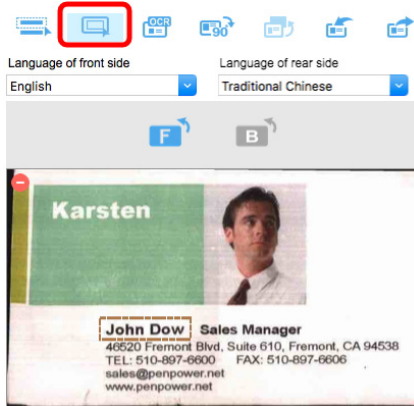 OCR
90°
Language of front side Language of rear side
English Traditional Chinese
F B
Karsten
John Dow Sales Manager
46520 Fremont Blvd, Suite 610, Fremont, CA 94538
TEL: 510-897-6600 FAX: 510-897-6606
sales@penpower.net
www.penpower.net